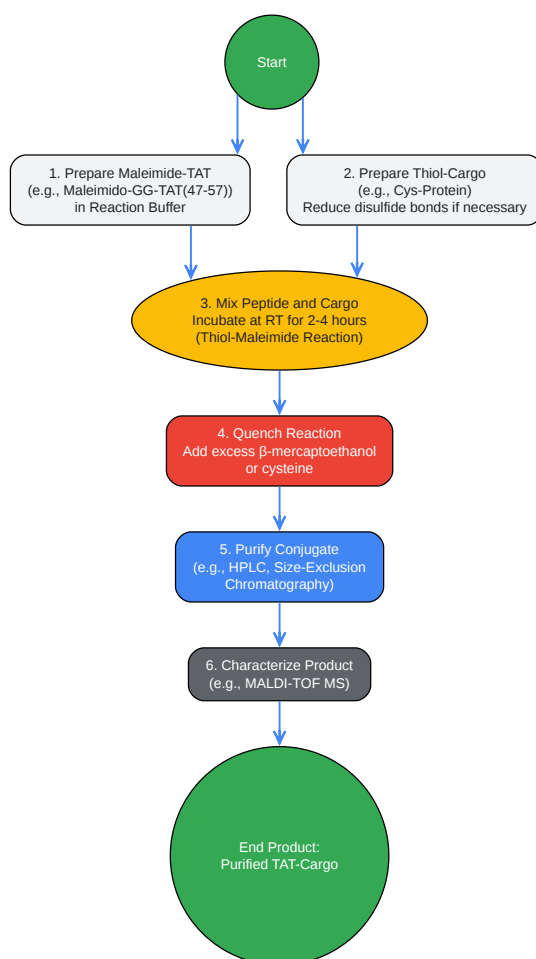 Start
1. Prepare Maleimide-TAT
(e.g., Maleimido-GG-TAT(47-57))
in Reaction Buffer
2. Prepare Thiol-Cargo
(e.g., Cys-Protein)
Reduce disulfide bonds if necessary
3. Mix Peptide and Cargo
Incubate at RT for 2-4 hours
(Thiol-Maleimide Reaction)
4. Quench Reaction
Add excess β-mercaptoethanol
or cysteine
5. Purify Conjugate
(e.g., HPLC, Size-Exclusion
Chromatography)
6. Characterize Product
(e.g., MALDI-TOF MS)
End Product:
Purified TAT-Cargo